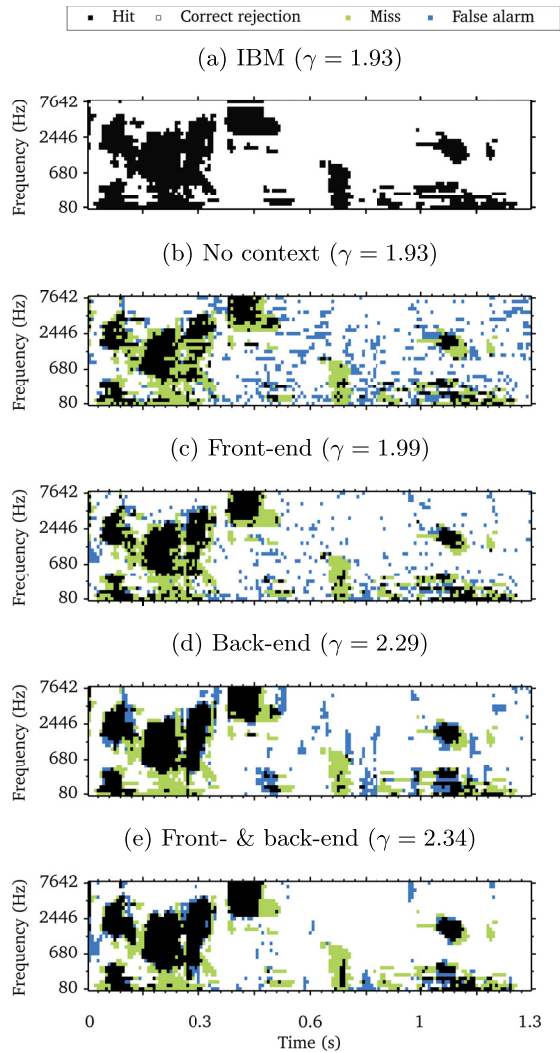 Hit Correct rejection Miss False alarm
(a) IBM (γ = 1.93)
Frequency (Hz)
7642
2446
680
80
(b) No context (γ = 1.93)
Frequency (Hz)
7642
2446
680
80
(c) Front-end (γ = 1.99)
Frequency (Hz)
7642
2446
680
80
(d) Back-end (γ = 2.29)
Frequency (Hz)
7642
2446
680
80
(e) Front- & back-end (γ = 2.34)
Frequency (Hz)
7642
2446
680
80
0 0.3 0.6 1 1.3
Time (s)